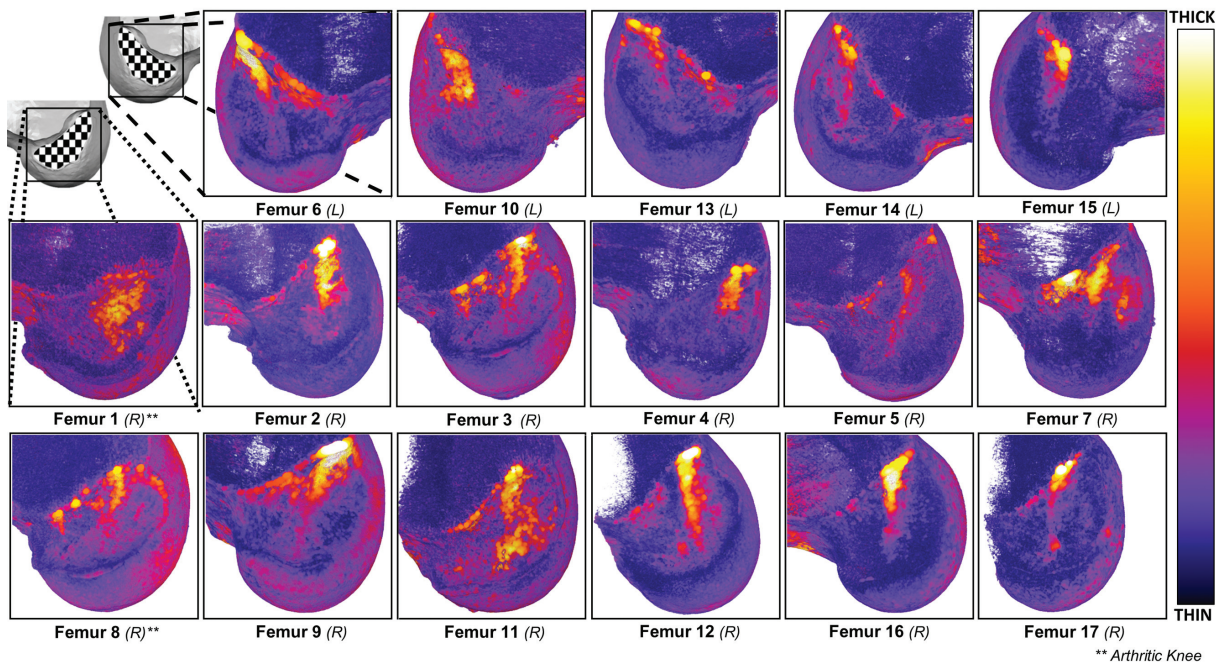 THICK
Femur 6 (L)
Femur 10 (L)
Femur 13 (L)
Femur 14 (L)
Femur 15 (L)
Femur 1 (R)**
Femur 2 (R)
Femur 3 (R)
Femur 4 (R)
Femur 5 (R)
Femur 7 (R)
Femur 8 (R)**
Femur 9 (R)
Femur 11 (R)
Femur 12 (R)
Femur 16 (R)
Femur 17 (R)
THIN
** Arthritic Knee